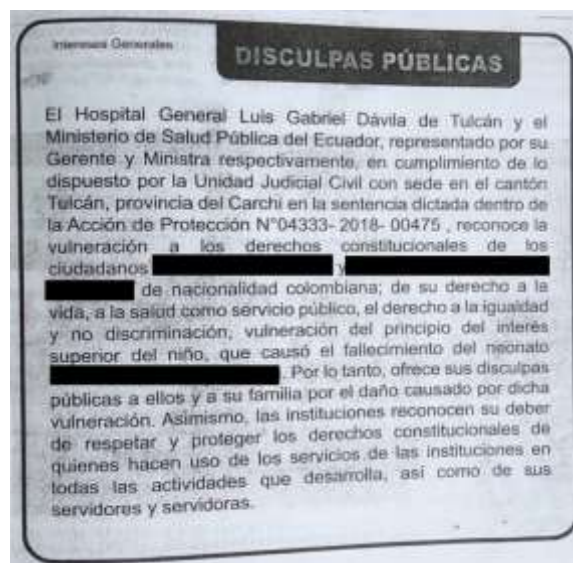 Intereses Generales
DISCULPAS PÚBLICAS
El Hospital General Luis Gabriel Dávila de Tulcán y el
Ministerio de Salud Pública del Ecuador, representado por su
Gerente y Ministra respectivamente, en cumplimiento de lo
dispuesto por la Unidad Judicial Civil con sede en el cantón
Tulcán, provincia del Carchi en la sentencia dictada dentro de
la Acción de Protección N°04333- 2018- 00475 , reconoce la
vulneración a los derechos constitucionales de los
ciudadanos y
de nacionalidad colombiana; de su derecho a la
vida, a la salud como servicio público, el derecho a la igualdad
y no discriminación, vulneración del principio del interés
superior del niño, que causó el fallecimiento del neonato
. Por lo tanto, ofrece sus disculpas
públicas a ellos y a su familia por el daño causado por dicha
vulneración. Asimismo, las instituciones reconocen su deber
de respetar y proteger los derechos constitucionales de
quienes hacen uso de los servicios de las instituciones en
todas las actividades que desarrolla, así como de sus
servidores y servidoras.